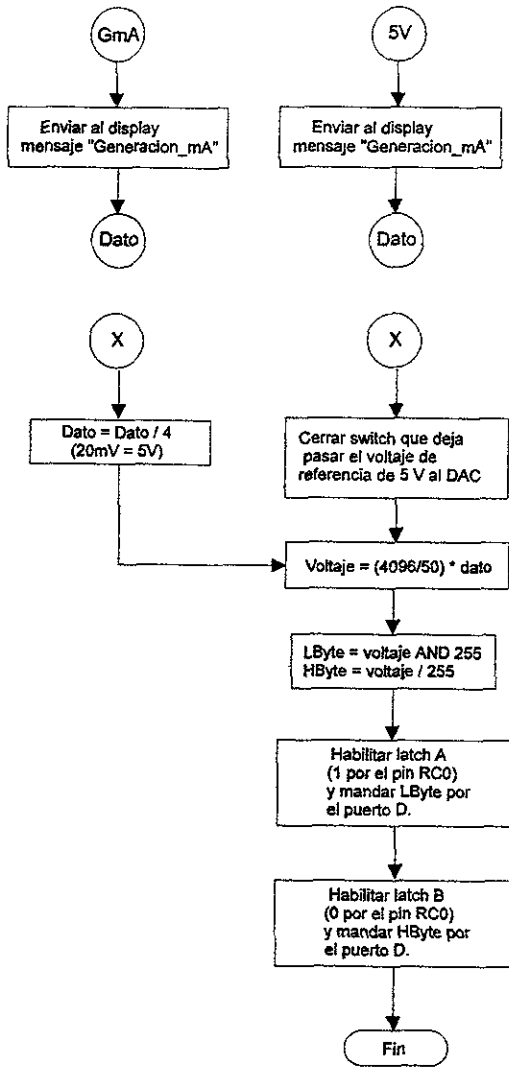 GmA
Enviar al display
mensaje "Generacion_mA"
Dato
5V
Enviar al display
mensaje "Generacion_mA"
Dato
X
Dato = Dato / 4
(20mV = 5V)
X
Cerrar switch que deja
pasar el voltaje de
referencia de 5 V al DAC
Voltaje = (4096/50) * dato
LByte = voltaje AND 255
HByte = voltaje / 255
Habilitar latch A
(1 por el pin RC0)
y mandar LByte por
el puerto D.
Habilitar latch B
(0 por el pin RC0)
y mandar HByte por
el puerto D.
Fin